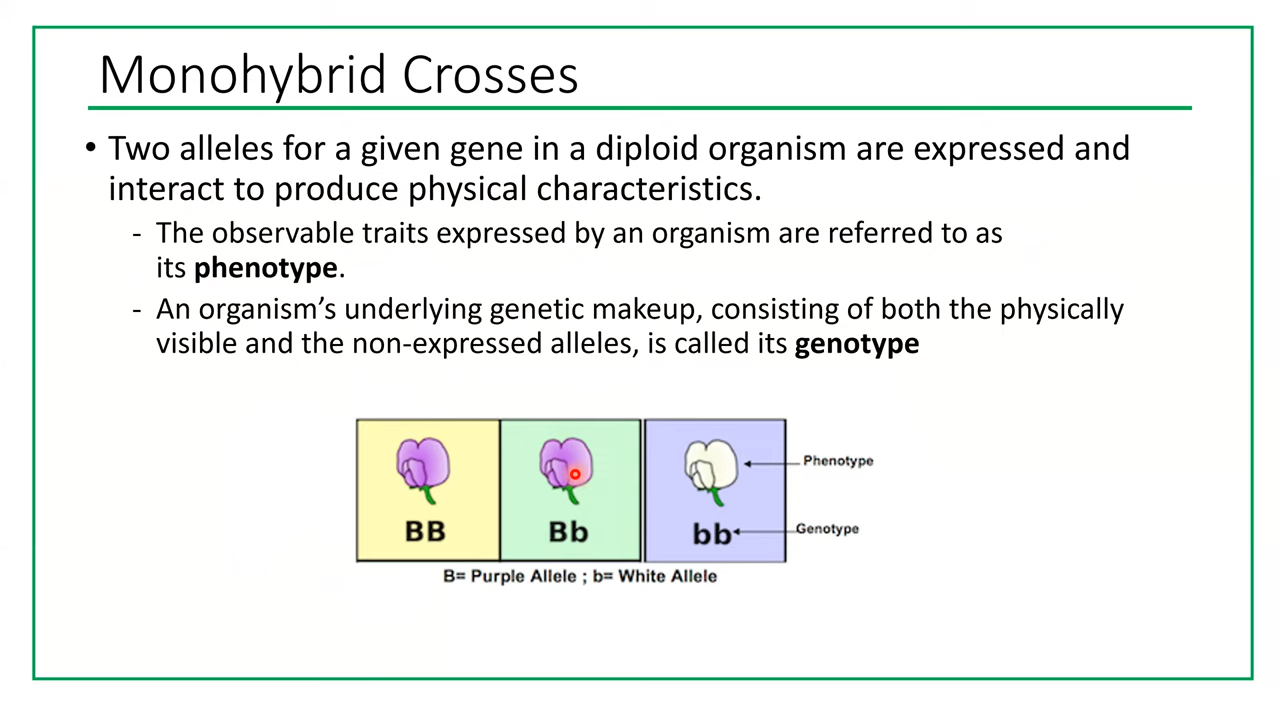 Monohybrid Crosses
• Two alleles for a given gene in a diploid organism are expressed and
interact to produce physical characteristics.
- The observable traits expressed by an organism are referred to as
its phenotype.
- An organism’s underlying genetic makeup, consisting of both the physically
visible and the non-expressed alleles, is called its genotype
Phenotype
BB Bb bb Genotype
B= Purple Allele ; b= White Allele